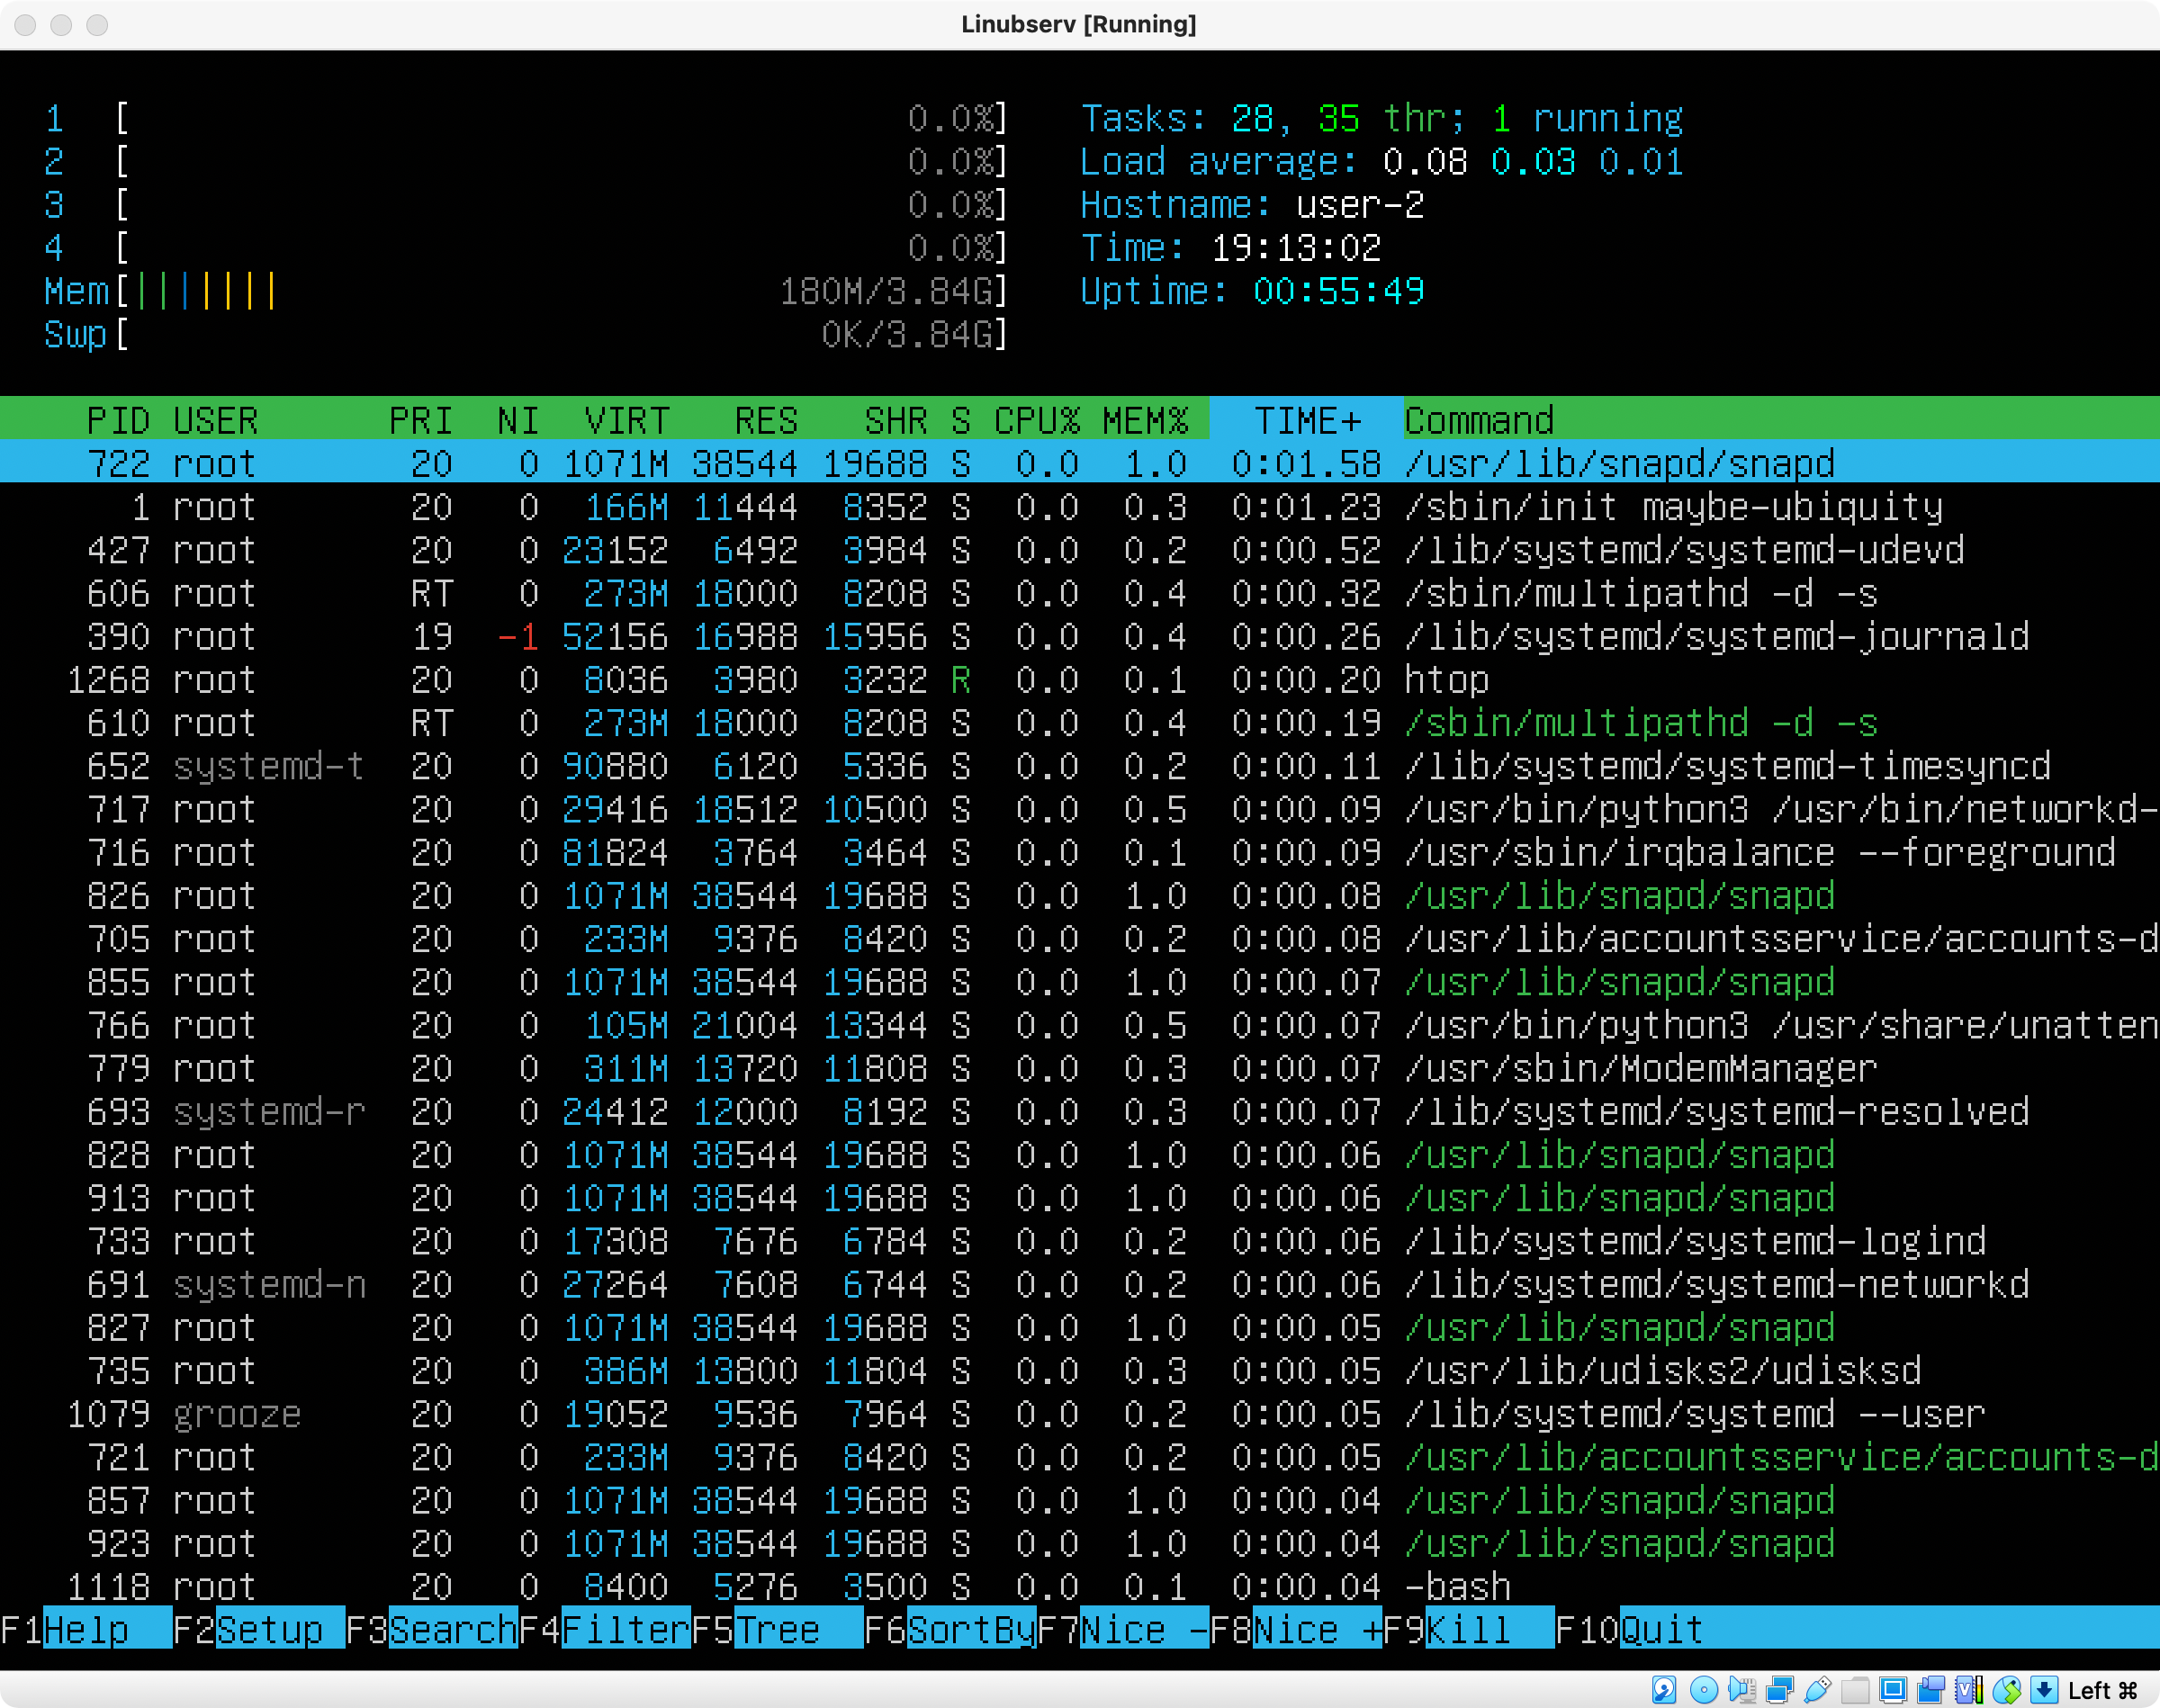 Linubserv [Running]
1 [ 0.0%] Tasks: 28, 35 thr; 1 running
2 [ 0.0%] Load average: 0.08 0.03 0.01
3 [ 0.0%] Hostname: user-2
4 [ 0.0%] Time: 19:13:02
Mem[||||||| 180M/3.84G] Uptime: 00:55:49
Swp[ 0K/3.84G]
PID USER PRI NI VIRT RES SHR S CPU% MEM% TIME+ Command
722 root 20 0 1071M 38544 19688 S 0.0 1.0 0:01.58 /usr/lib/snapd/snapd
1 root 20 0 166M 11444 8352 S 0.0 0.3 0:01.23 /sbin/init maybe-ubiquity
427 root 20 0 23152 6492 3984 S 0.0 0.2 0:00.52 /lib/systemd/systemd-udevd
606 root RT 0 273M 18000 8208 S 0.0 0.4 0:00.32 /sbin/multipathd -d -s
390 root 19 -1 52156 16988 15956 S 0.0 0.4 0:00.26 /lib/systemd/systemd-journald
1268 root 20 0 8036 3980 3232 R 0.0 0.1 0:00.20 htop
610 root RT 0 273M 18000 8208 S 0.0 0.4 0:00.19 /sbin/multipathd -d -s
652 systemd-t 20 0 90880 6120 5336 S 0.0 0.2 0:00.11 /lib/systemd/systemd-timesyncd
717 root 20 0 29416 18512 10500 S 0.0 0.5 0:00.09 /usr/bin/python3 /usr/bin/networkd-
716 root 20 0 81824 3764 3464 S 0.0 0.1 0:00.09 /usr/sbin/irqbalance --foreground
826 root 20 0 1071M 38544 19688 S 0.0 1.0 0:00.08 /usr/lib/snapd/snapd
705 root 20 0 233M 9376 8420 S 0.0 0.2 0:00.08 /usr/lib/accountsservice/accounts-d
855 root 20 0 1071M 38544 19688 S 0.0 1.0 0:00.07 /usr/lib/snapd/snapd
766 root 20 0 105M 21004 13344 S 0.0 0.5 0:00.07 /usr/bin/python3 /usr/share/unatten
779 root 20 0 311M 13720 11808 S 0.0 0.3 0:00.07 /usr/sbin/ModemManager
693 systemd-r 20 0 24412 12000 8192 S 0.0 0.3 0:00.07 /lib/systemd/systemd-resolved
828 root 20 0 1071M 38544 19688 S 0.0 1.0 0:00.06 /usr/lib/snapd/snapd
913 root 20 0 1071M 38544 19688 S 0.0 1.0 0:00.06 /usr/lib/snapd/snapd
733 root 20 0 17308 7676 6784 S 0.0 0.2 0:00.06 /lib/systemd/systemd-logind
691 systemd-n 20 0 27264 7608 6744 S 0.0 0.2 0:00.06 /lib/systemd/systemd-networkd
827 root 20 0 1071M 38544 19688 S 0.0 1.0 0:00.05 /usr/lib/snapd/snapd
735 root 20 0 386M 13800 11804 S 0.0 0.3 0:00.05 /usr/lib/udisks2/udisksd
1079 grooze 20 0 19052 9536 7964 S 0.0 0.2 0:00.05 /lib/systemd/systemd --user
721 root 20 0 233M 9376 8420 S 0.0 0.2 0:00.05 /usr/lib/accountsservice/accounts-d
857 root 20 0 1071M 38544 19688 S 0.0 1.0 0:00.04 /usr/lib/snapd/snapd
923 root 20 0 1071M 38544 19688 S 0.0 1.0 0:00.04 /usr/lib/snapd/snapd
1118 root 20 0 8400 5276 3500 S 0.0 0.1 0:00.04 -bash
F1Help F2Setup F3SearchF4FilterF5Tree F6SortByF7Nice -F8Nice +F9Kill F10Quit
Left ⌘